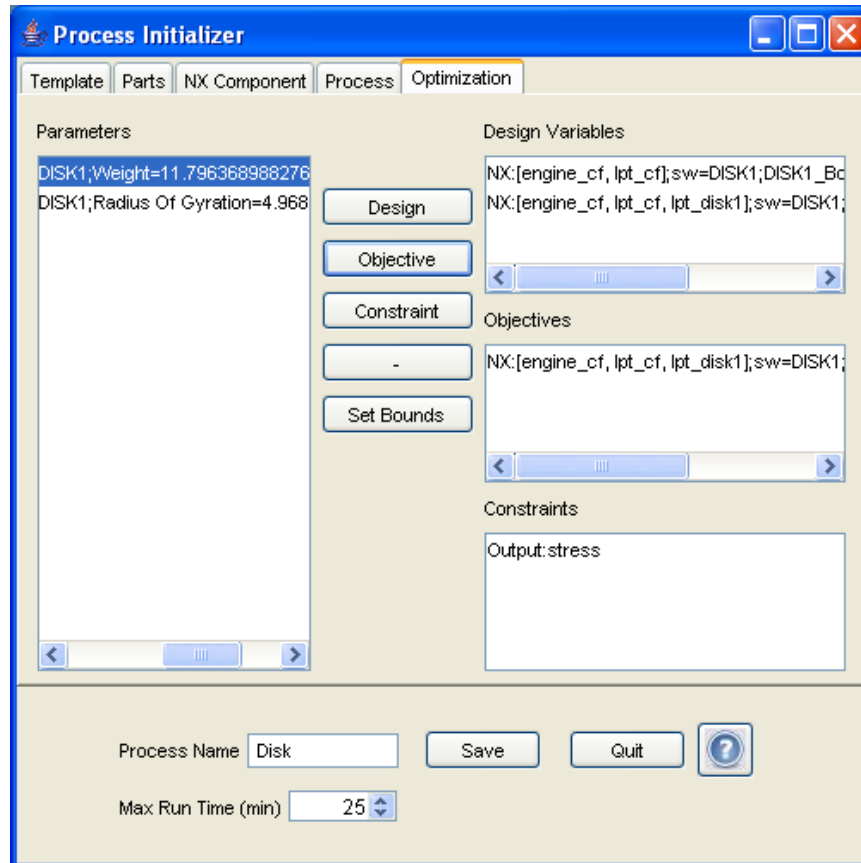 Process Initializer
Template Parts NX Component Process Optimization
Parameters
DISK1;Weight=11.796368988276
DISK1;Radius Of Gyration=4.968
Design
Objective
Constraint
-
Set Bounds
Design Variables
NX:[engine_cf, lpt_cf];sw=DISK1;DISK1_Bo
NX:[engine_cf, lpt_cf, lpt_disk1];sw=DISK1;
Objectives
NX:[engine_cf, lpt_cf, lpt_disk1];sw=DISK1;
Constraints
Output:stress
Process Name Disk Save Quit ?
Max Run Time (min) 25